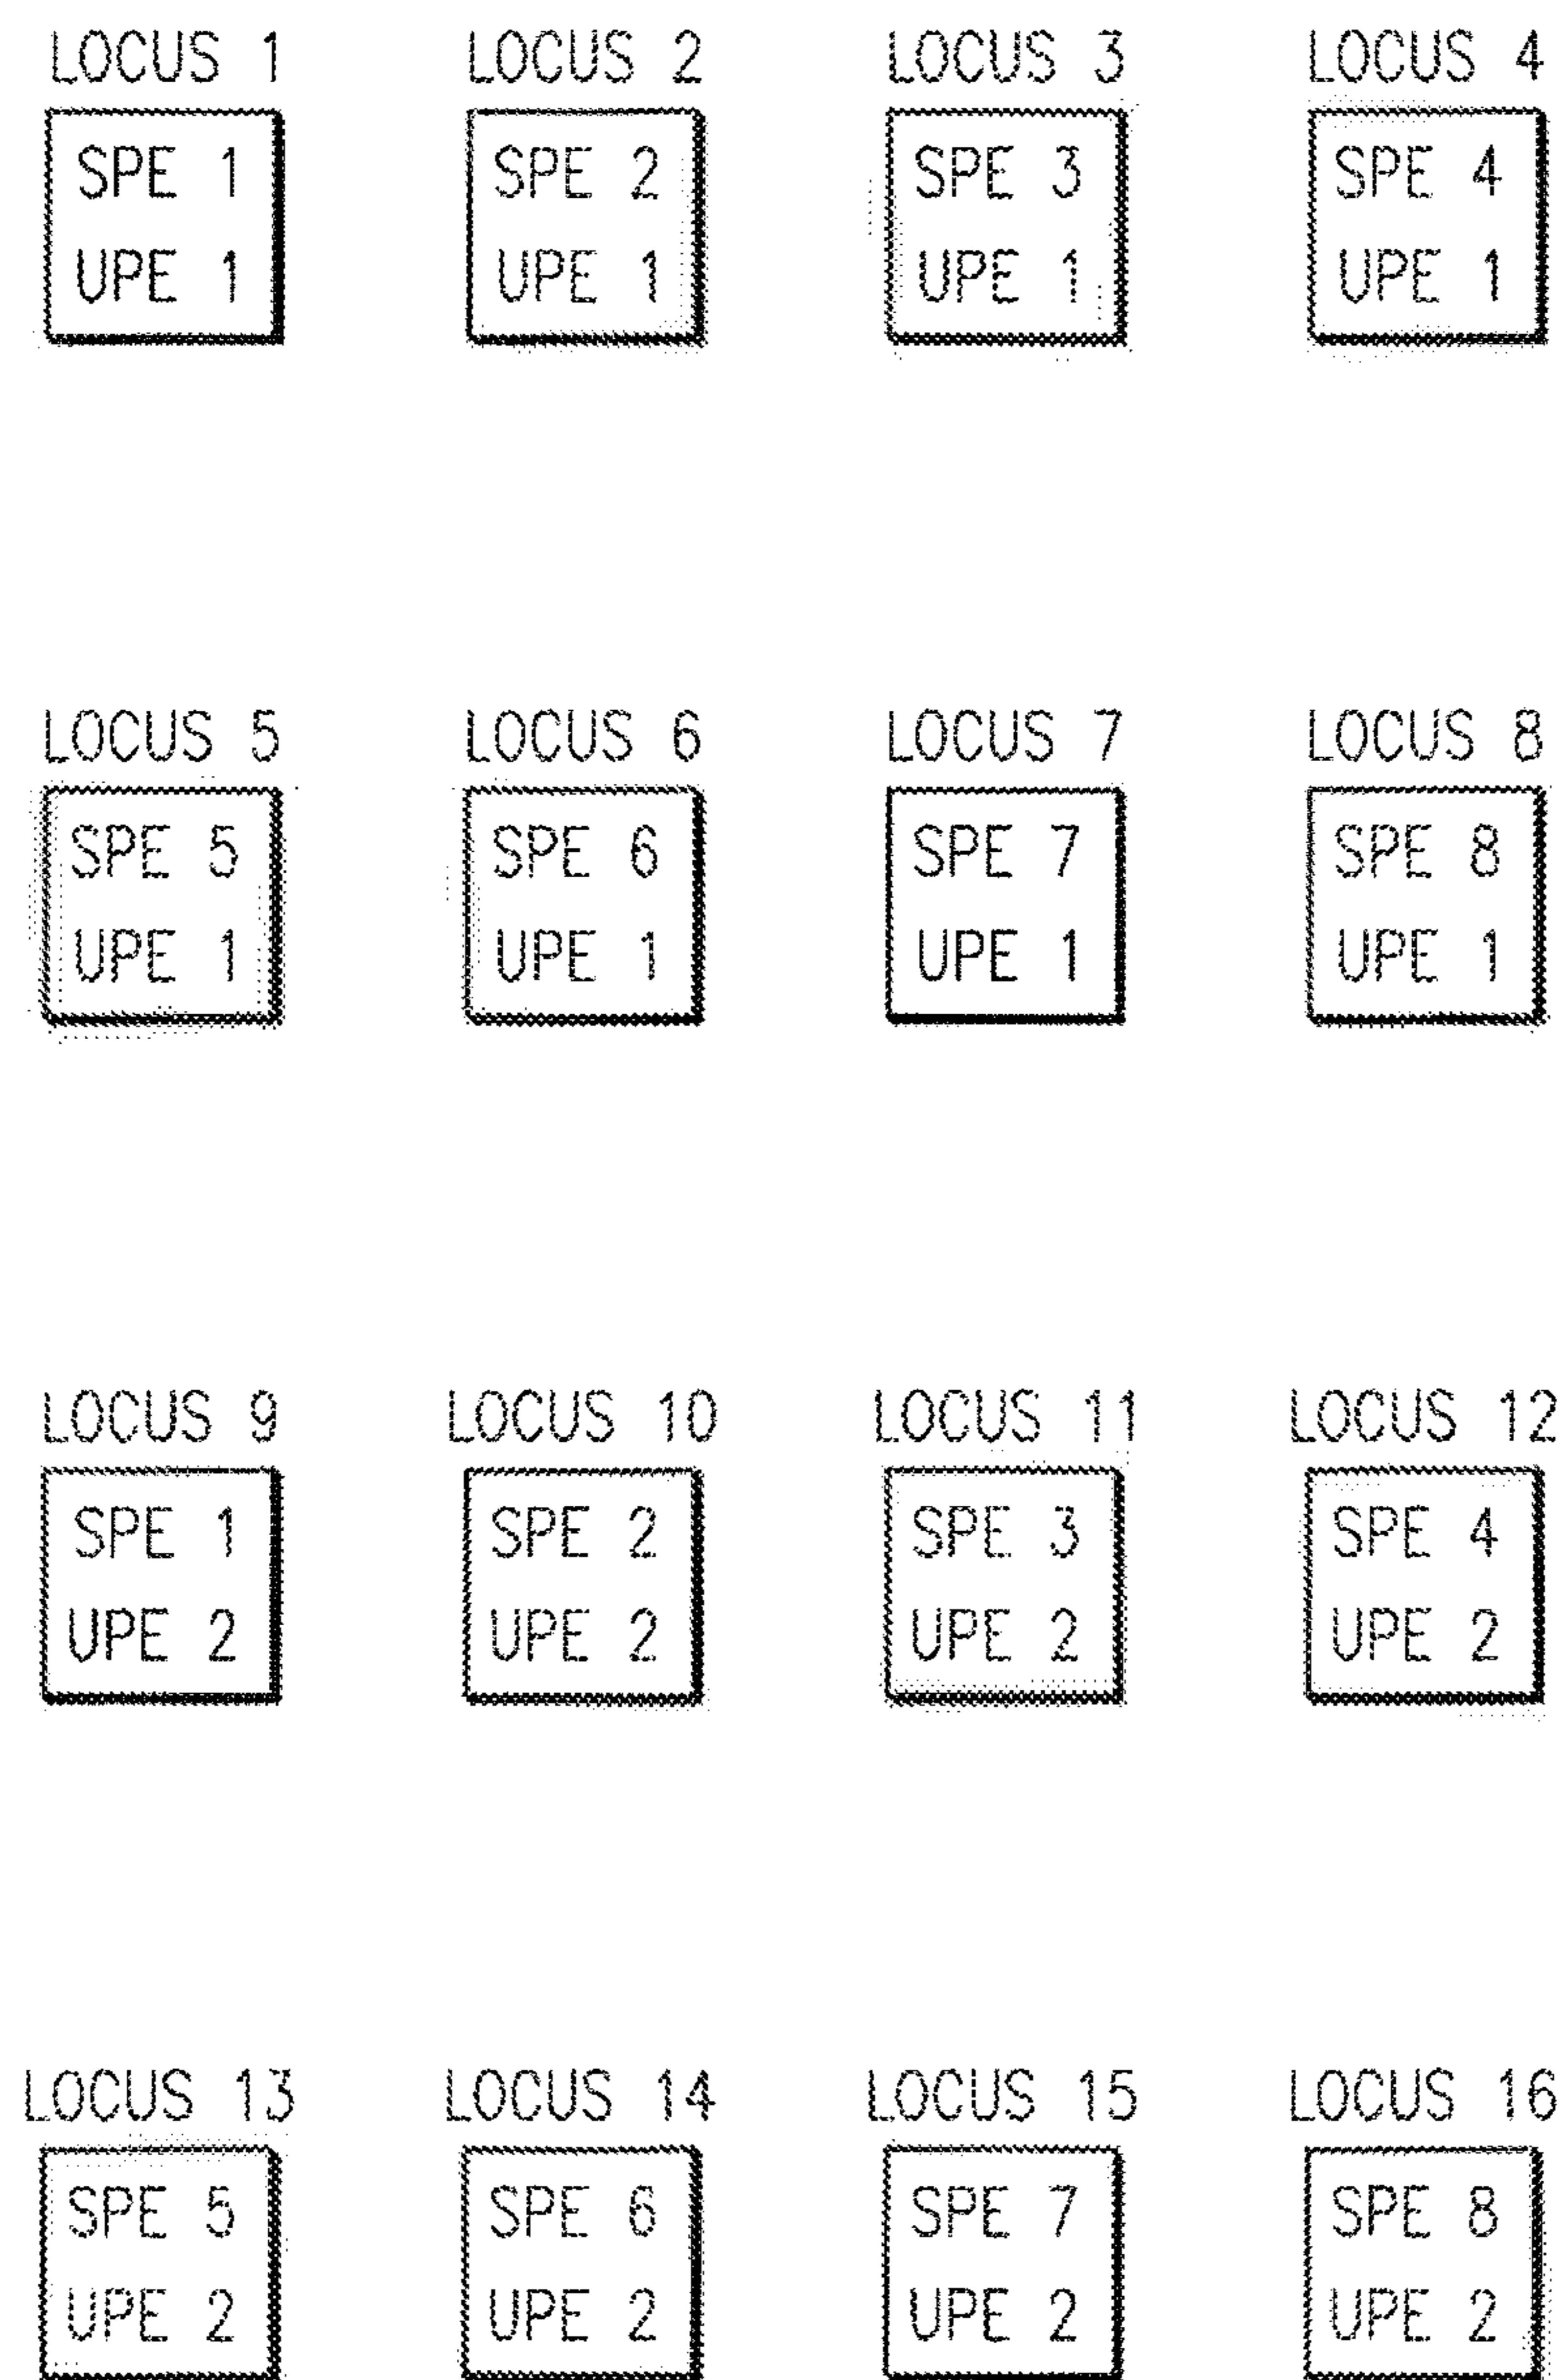 LOCUS 1 LOCUS 2 LOCUS 3 LOCUS 4
SPE 1 SPE 2 SPE 3 SPE 4
UPE 1 UPE 1 UPE 1 UPE 1
LOCUS 5 LOCUS 6 LOCUS 7 LOCUS 8
SPE 5 SPE 6 SPE 7 SPE 8
UPE 1 UPE 1 UPE 1 UPE 1
LOCUS 9 LOCUS 10 LOCUS 11 LOCUS 12
SPE 1 SPE 2 SPE 3 SPE 4
UPE 2 UPE 2 UPE 2 UPE 2
LOCUS 13 LOCUS 14 LOCUS 15 LOCUS 16
SPE 5 SPE 6 SPE 7 SPE 8
UPE 2 UPE 2 UPE 2 UPE 2